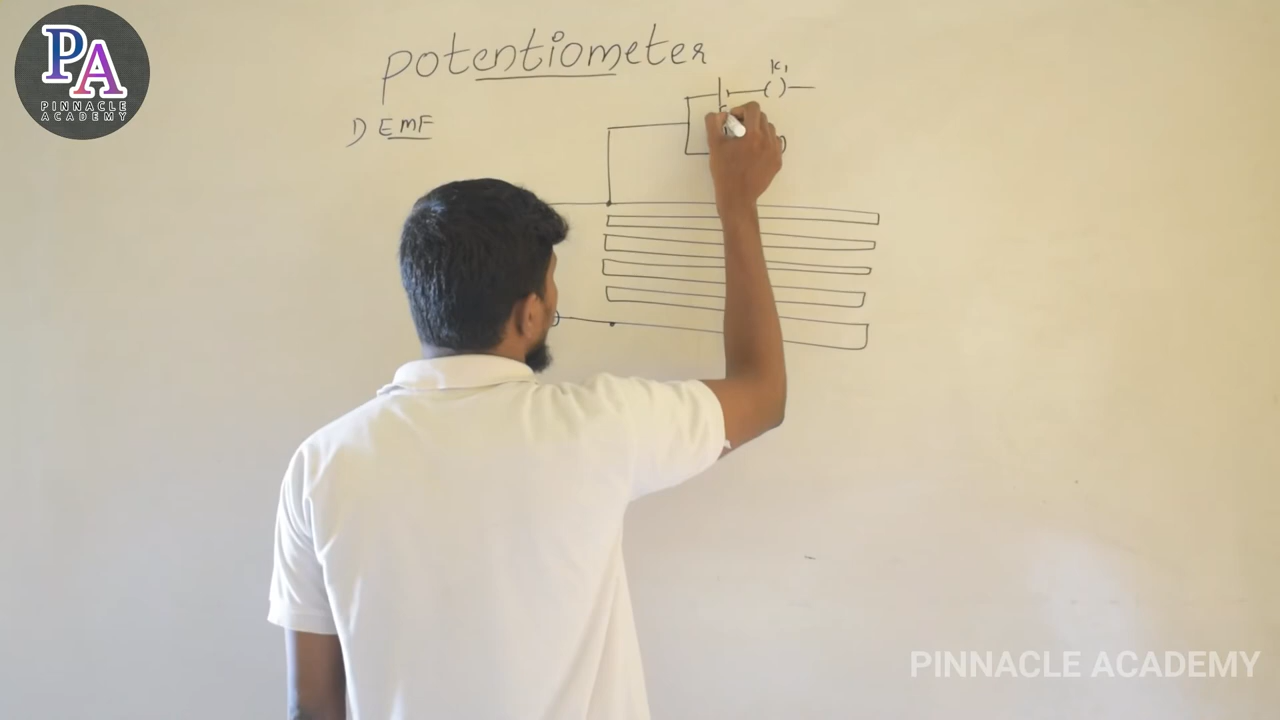 PA
PINNACLE
ACADEMY
potentiometer
K1
1) EMF
PINNACLE ACADEMY